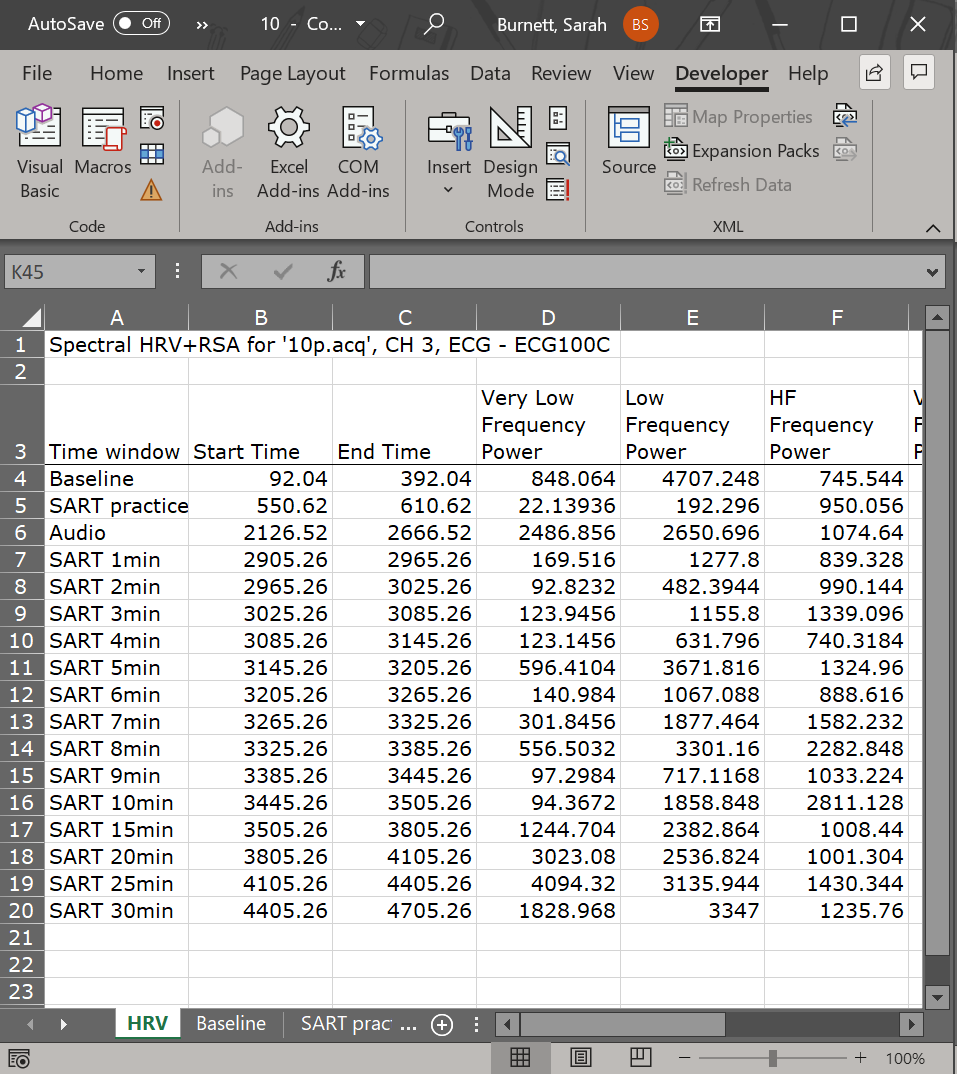 AutoSave Off » 10 - Co... Burnett, Sarah BS
File Home Insert Page Layout Formulas Data Review View Developer Help
Visual Basic
Macros
Code
Add-ins
Excel Add-ins
COM Add-ins
Add-ins
Insert
Design Mode
Controls
Source
Map Properties
Expansion Packs
Refresh Data
XML
K45 fx
A B C D E F
1 Spectral HRV+RSA for '10p.acq', CH 3, ECG - ECG100C
2
3 Time window Start Time End Time Very Low Frequency Power Low Frequency Power HF Frequency Power
4 Baseline 92.04 392.04 848.064 4707.248 745.544
5 SART practice 550.62 610.62 22.13936 192.296 950.056
6 Audio 2126.52 2666.52 2486.856 2650.696 1074.64
7 SART 1min 2905.26 2965.26 169.516 1277.8 839.328
8 SART 2min 2965.26 3025.26 92.8232 482.3944 990.144
9 SART 3min 3025.26 3085.26 123.9456 1155.8 1339.096
10 SART 4min 3085.26 3145.26 123.1456 631.796 740.3184
11 SART 5min 3145.26 3205.26 596.4104 3671.816 1324.96
12 SART 6min 3205.26 3265.26 140.984 1067.088 888.616
13 SART 7min 3265.26 3325.26 301.8456 1877.464 1582.232
14 SART 8min 3325.26 3385.26 556.5032 3301.16 2282.848
15 SART 9min 3385.26 3445.26 97.2984 717.1168 1033.224
16 SART 10min 3445.26 3505.26 94.3672 1858.848 2811.128
17 SART 15min 3505.26 3805.26 1244.704 2382.864 1008.44
18 SART 20min 3805.26 4105.26 3023.08 2536.824 1001.304
19 SART 25min 4105.26 4405.26 4094.32 3135.944 1430.344
20 SART 30min 4405.26 4705.26 1828.968 3347 1235.76
21
22
23
HRV Baseline SART prac ...
100%